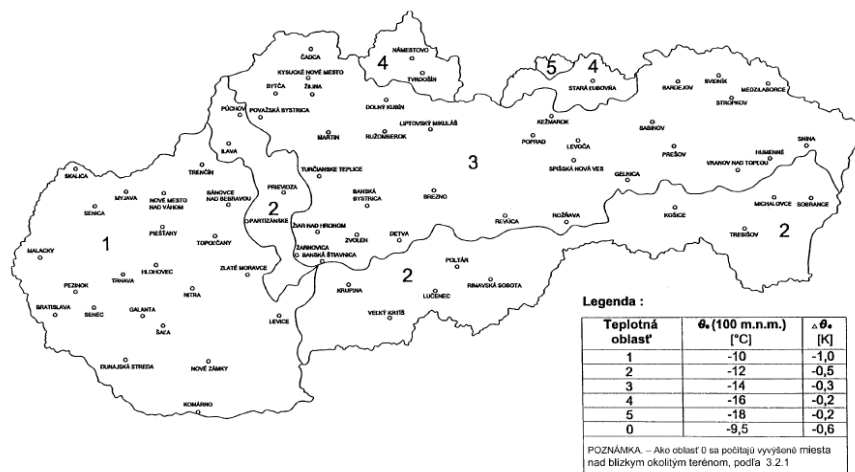 ČADCA
NÁMESTOVO
4
TVRDOŠÍN
KYSUCKÉ NOVÉ MESTO
BYTČA
ŽILINA
5
4
STARÁ ĽUBOVŇA
BARDEJOV
SVIDNÍK
STROPKOV
MEDZILABORCE
PÚCHOV
POVAŽSKÁ BYSTRICA
DOLNÝ KUBÍN
MARTIN
RUŽOMBEROK
LIPTOVSKÝ MIKULÁŠ
KEŽMAROK
POPRAD
LEVOČA
SABINOV
PREŠOV
SNINA
HUMENNÉ
VRANOV NAD TOPĽOU
ILAVA
3
SPIŠSKÁ NOVÁ VES
GELNICA
SKALICA
TRENČÍN
TURČIANSKE TEPLICE
SENICA
MYJAVA
NOVÉ MESTO
NAD VÁHOM
BÁNOVCE
NAD BEBRAVOU
PRIEVIDZA
2
PARTIZÁNSKE
BANSKÁ
BYSTRICA
BREZNO
REVÚCA
ROŽŇAVA
KOŠICE
MICHALOVCE
SOBRANCE
TREBIŠOV
2
1
PIEŠŤANY
TOPOĽČANY
ŽIAR NAD HRONOM
ZVOLEN
DETVA
ŽARNOVICA
BANSKÁ ŠTIAVNICA
MALACKY
HLOHOVEC
TRNAVA
ZLATÉ MORAVCE
2
POLTÁR
KRUPINA
LUČENEC
RIMAVSKÁ SOBOTA
VEĽKÝ KRTÍŠ
PEZINOK
BRATISLAVA
SENEC
GALANTA
ŠAĽA
NITRA
LEVICE
DUNAJSKÁ STREDA
NOVÉ ZÁMKY
KOMÁRNO
Legenda :
Teplotná oblasť θe (100 m.n.m.) [°C] △ θe [K]
1 -10 -1,0
2 -12 -0,5
3 -14 -0,3
4 -16 -0,2
5 -18 -0,2
0 -9,5 -0,6
POZNÁMKA. – Ako oblasť 0 sa počítajú vyvýšené miesta
nad blízkym okolitým terénom, podľa 3.2.1